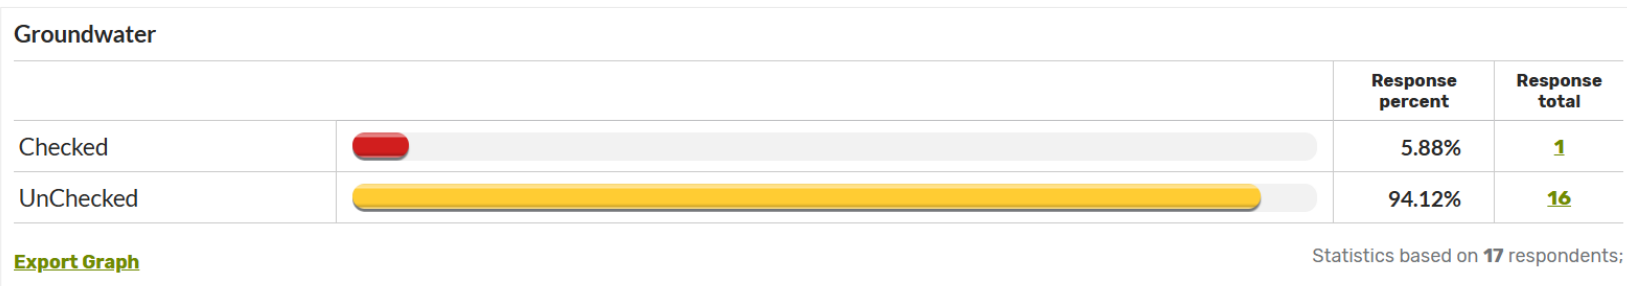 Groundwater
Response percent
Response total
Checked 5.88% 1
UnChecked 94.12% 16
Export Graph
Statistics based on 17 respondents;